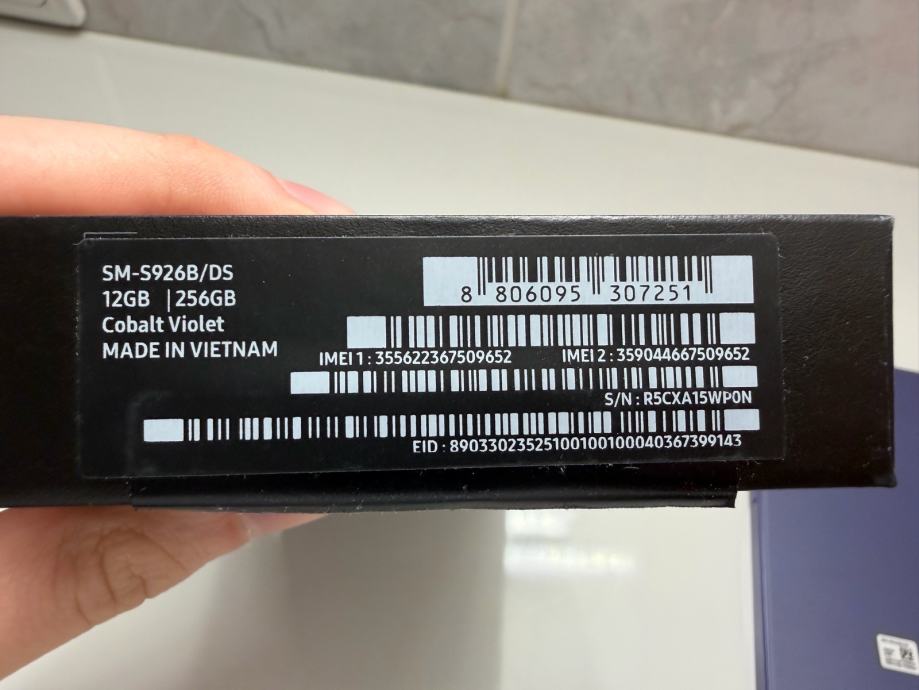 SM-S926B/DS
12GB | 256GB
Cobalt Violet
MADE IN VIETNAM
8 806095 307251
IMEI 1 : 355622367509652 IMEI 2 : 359044667509652
S/N : R5CXA15WP0N
EID : 89033023525100100100040367399143